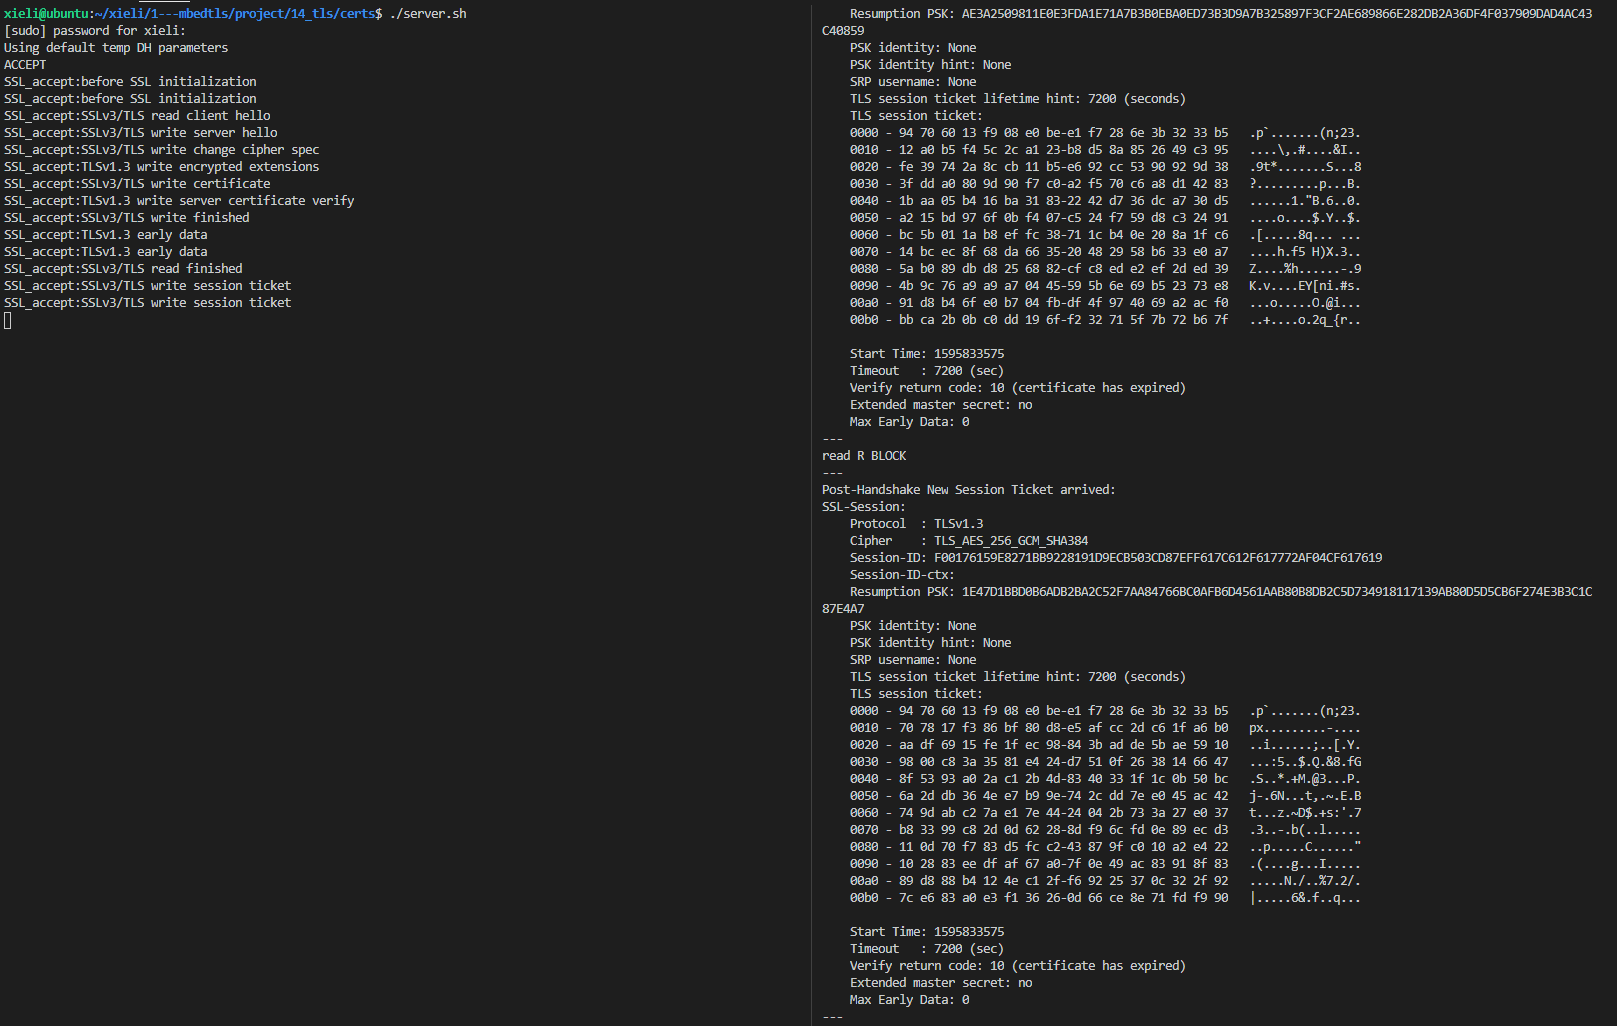 xieli@ubuntu:~/xieli/1---mbedtls/project/14_tls/certs$ ./server.sh
[sudo] password for xieli:
Using default temp DH parameters
ACCEPT
SSL_accept:before SSL initialization
SSL_accept:before SSL initialization
SSL_accept:SSLv3/TLS read client hello
SSL_accept:SSLv3/TLS write server hello
SSL_accept:SSLv3/TLS write change cipher spec
SSL_accept:TLSv1.3 write encrypted extensions
SSL_accept:SSLv3/TLS write certificate
SSL_accept:TLSv1.3 write server certificate verify
SSL_accept:SSLv3/TLS write finished
SSL_accept:TLSv1.3 early data
SSL_accept:TLSv1.3 early data
SSL_accept:SSLv3/TLS read finished
SSL_accept:SSLv3/TLS write session ticket
SSL_accept:SSLv3/TLS write session ticket
Resumption PSK: AE3A2509811E0E3FDA1E71A7B3B0EBA0ED73B3D9A7B325897F3CF2AE689866E282DB2A36DF4F037909DAD4AC43
C40859
PSK identity: None
PSK identity hint: None
SRP username: None
TLS session ticket lifetime hint: 7200 (seconds)
TLS session ticket:
0000 - 94 70 60 13 f9 08 e0 be-e1 f7 28 6e 3b 32 33 b5   .p`.......(n;23.
0010 - 12 a0 b5 f4 5c 2c a1 23-b8 d5 8a 85 26 49 c3 95   ....\,.#....&I..
0020 - fe 39 74 2a 8c cb 11 b5-e6 92 cc 53 90 92 9d 38   .9t*.......S...8
0030 - 3f dd a0 80 9d 90 f7 c0-a2 f5 70 c6 a8 d1 42 83   ?.........p...B.
0040 - 1b aa 05 b4 16 ba 31 83-22 42 d7 36 dc a7 30 d5   ......1."B.6..0.
0050 - a2 15 bd 97 6f 0b f4 07-c5 24 f7 59 d8 c3 24 91   ....o....$.Y..$.
0060 - bc 5b 01 1a b8 ef fc 38-71 1c b4 0e 20 8a 1f c6   .[.....8q... ...
0070 - 14 bc ec 8f 68 da 66 35-20 48 29 58 b6 33 e0 a7   ....h.f5 H)X.3..
0080 - 5a b0 89 db d8 25 68 82-cf c8 ed e2 ef 2d ed 39   Z....%h......-.9
0090 - 4b 9c 76 a9 a9 a7 04 45-59 5b 6e 69 b5 23 73 e8   K.v....EY[ni.#s.
00a0 - 91 d8 b4 6f e0 b7 04 fb-df 4f 97 40 69 a2 ac f0   ...o.....O.@i...
00b0 - bb ca 2b 0b c0 dd 19 6f-f2 32 71 5f 7b 72 b6 7f   ..+....o.2q_{r..
Start Time: 1595833575
Timeout   : 7200 (sec)
Verify return code: 10 (certificate has expired)
Extended master secret: no
Max Early Data: 0
---
read R BLOCK
---
Post-Handshake New Session Ticket arrived:
SSL-Session:
Protocol  : TLSv1.3
Cipher    : TLS_AES_256_GCM_SHA384
Session-ID: F00176159E8271BB9228191D9ECB503CD87EFF617C612F617772AF04CF617619
Session-ID-ctx:
Resumption PSK: 1E47D1BBD0B6ADB2BA2C52F7AA84766BC0AFB6D4561AAB80B8DB2C5D734918117139AB80D5D5CB6F274E3B3C1C
87E4A7
PSK identity: None
PSK identity hint: None
SRP username: None
TLS session ticket lifetime hint: 7200 (seconds)
TLS session ticket:
0000 - 94 70 60 13 f9 08 e0 be-e1 f7 28 6e 3b 32 33 b5   .p`.......(n;23.
0010 - 70 78 17 f3 86 bf 80 d8-e5 af cc 2d c6 1f a6 b0   px.........-....
0020 - aa df 69 15 fe 1f ec 98-84 3b ad de 5b ae 59 10   ..i......;..[.Y.
0030 - 98 00 c8 3a 35 81 e4 24-d7 51 0f 26 38 14 66 47   ...:5..$.Q.&8.fG
0040 - 8f 53 93 a0 2a c1 2b 4d-83 40 33 1f 1c 0b 50 bc   .S..*.+M.@3...P.
0050 - 6a 2d db 36 4e e7 b9 9e-74 2c dd 7e e0 45 ac 42   j-.6N...t,.~.E.B
0060 - 74 9d ab c2 7a e1 7e 44-24 04 2b 73 3a 27 e0 37   t...z.~D$.+s:'.7
0070 - b8 33 99 c8 2d 0d 62 28-8d f9 6c fd 0e 89 ec d3   .3..-.b(..l.....
0080 - 11 0d 70 f7 83 d5 fc c2-43 87 9f c0 10 a2 e4 22   ..p.....C......"
0090 - 10 28 83 ee df af 67 a0-7f 0e 49 ac 83 91 8f 83   .(....g...I.....
00a0 - 89 d8 88 b4 12 4e c1 2f-f6 92 25 37 0c 32 2f 92   .....N./..%7.2/.
00b0 - 7c e6 83 a0 e3 f1 36 26-0d 66 ce 8e 71 fd f9 90   |.....6&.f..q...
Start Time: 1595833575
Timeout   : 7200 (sec)
Verify return code: 10 (certificate has expired)
Extended master secret: no
Max Early Data: 0
---